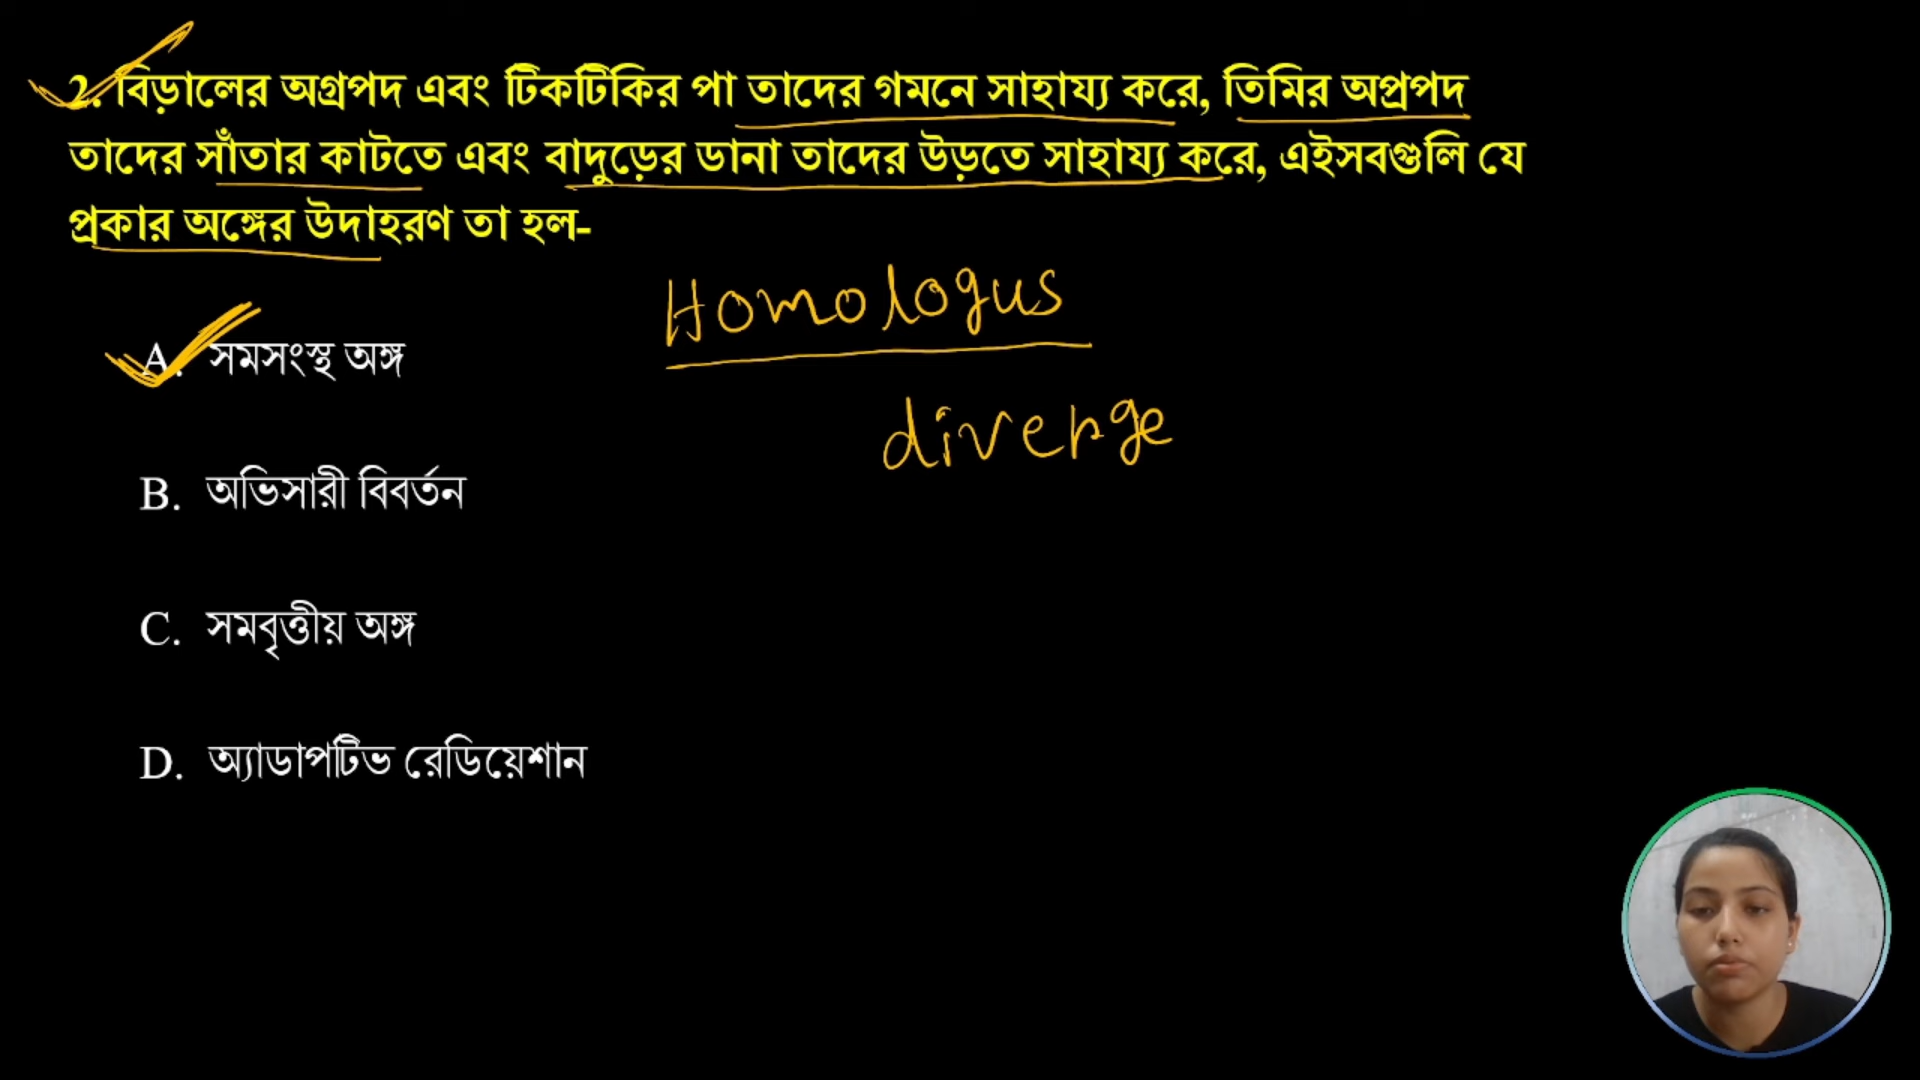 2. বিড়ালের অগ্রপদ এবং টিকটিকির পা তাদের গমনে সাহায্য করে, তিমির অপ্রপদ
তাদের সাঁতার কাটতে এবং বাদুড়ের ডানা তাদের উড়তে সাহায্য করে, এইসবগুলি যে
প্রকার অঙ্গের উদাহরণ তা হল-
Homologus
A. সমসংস্থ অঙ্গ
diverge
B. অভিসারী বিবর্তন
C. সমবৃত্তীয় অঙ্গ
D. অ্যাডাপটিভ রেডিয়েশান